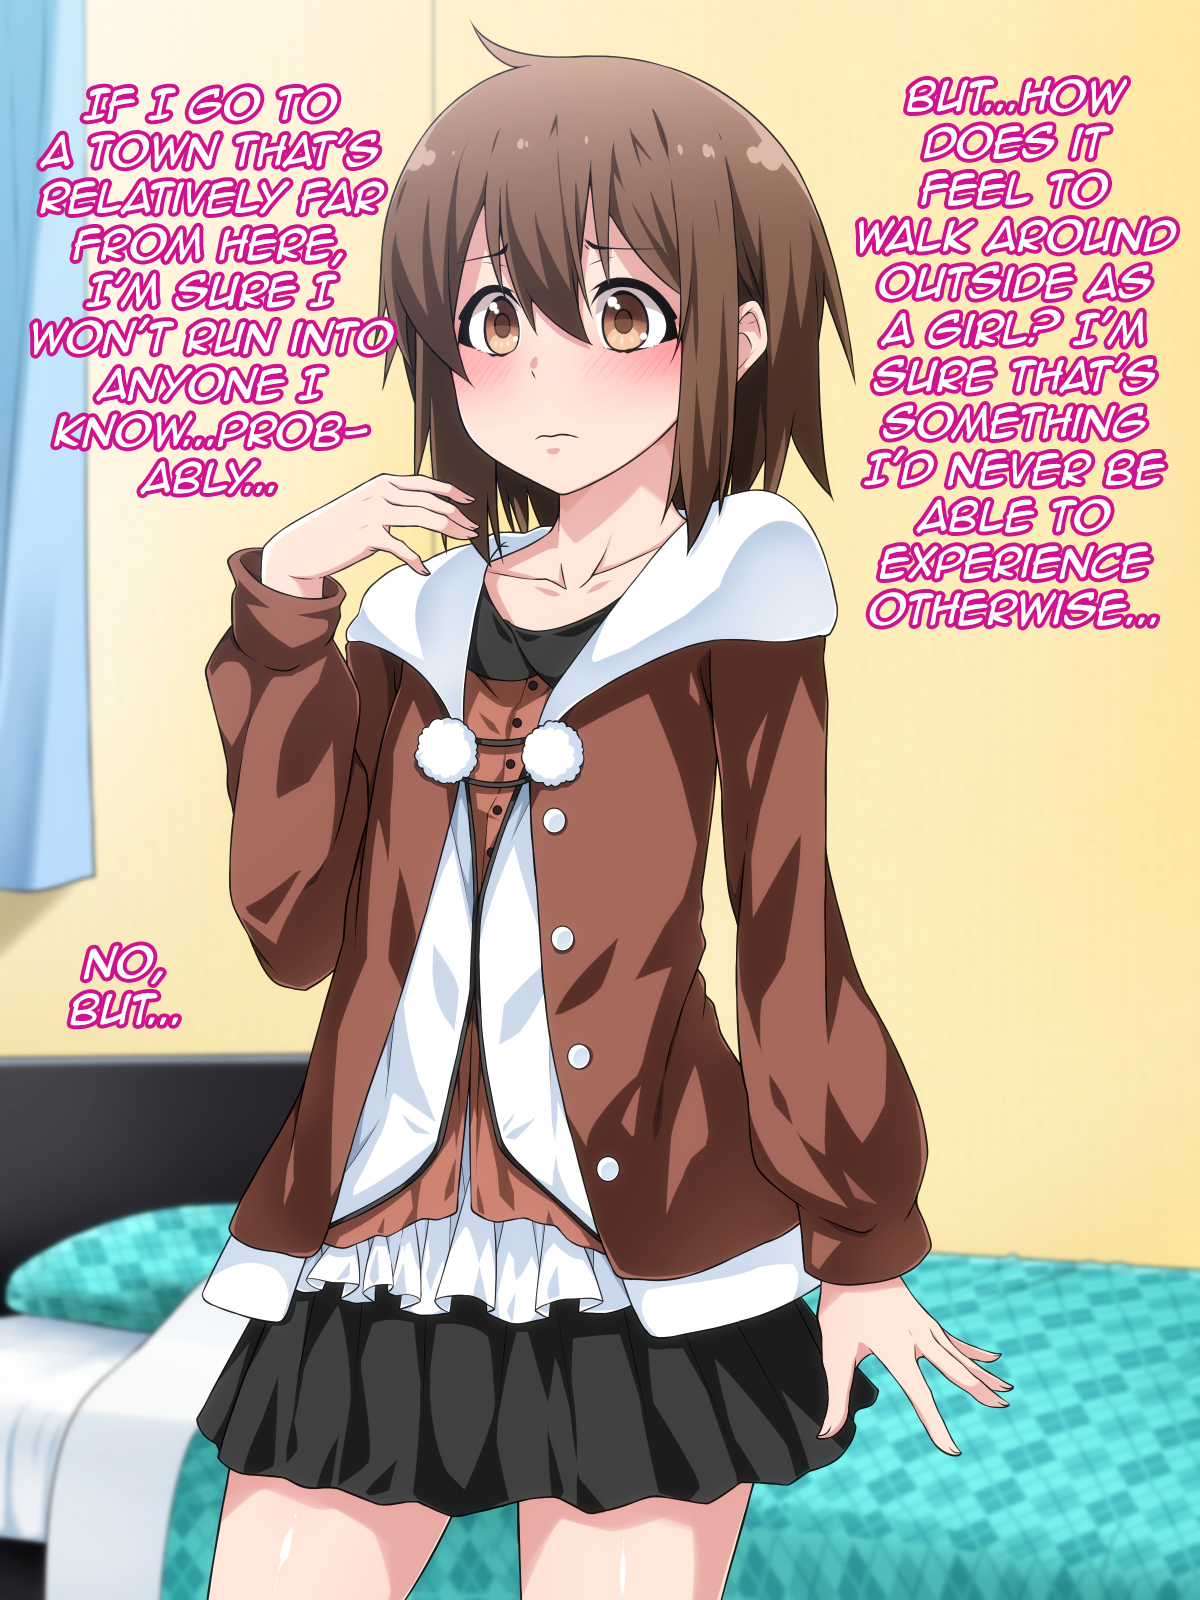 BUT...HOW
DOES IT
FEEL TO
WALK AROUND
OUTSIDE AS
A GIRL? I'M
SURE THAT'S
SOMETHING
I'D NEVER BE
ABLE TO
EXPERIENCE
OTHERWISE...
IF I GO TO
A TOWN THAT'S
RELATIVELY FAR
FROM HERE,
I'M SURE I
WON'T RUN INTO
ANYONE I
KNOW...PROB-
ABLY...
NO,
BUT...